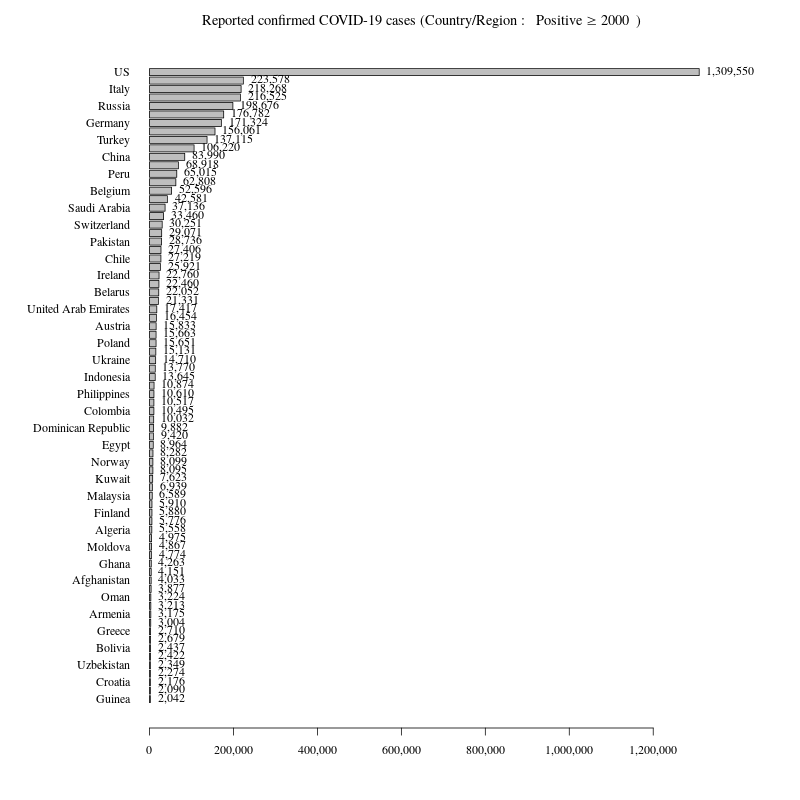 Reported confirmed COVID-19 cases (Country/Region :   Positive ≥ 2000  )
US 1,309,550
223,578
Italy 218,268
216,525
Russia 198,676
176,782
Germany 171,324
156,061
Turkey 137,115
106,220
China 83,990
68,918
Peru 65,015
62,808
Belgium 52,596
42,581
Saudi Arabia 37,136
33,460
Switzerland 30,251
29,071
Pakistan 28,736
27,406
Chile 27,219
25,921
Ireland 22,760
22,460
Belarus 22,052
21,331
United Arab Emirates 17,417
16,454
Austria 15,833
15,663
Poland 15,651
15,131
Ukraine 14,710
13,770
Indonesia 13,645
10,874
Philippines 10,610
10,517
Colombia 10,495
10,032
Dominican Republic 9,882
9,420
Egypt 8,964
8,282
Norway 8,099
8,095
Kuwait 7,623
6,939
Malaysia 6,589
5,910
Finland 5,880
5,776
Algeria 5,558
4,975
Moldova 4,867
4,774
Ghana 4,263
4,151
Afghanistan 4,033
3,877
Oman 3,224
3,213
Armenia 3,175
3,004
Greece 2,710
2,679
Bolivia 2,437
2,422
Uzbekistan 2,349
2,274
Croatia 2,176
2,090
Guinea 2,042
0 200,000 400,000 600,000 800,000 1,000,000 1,200,000